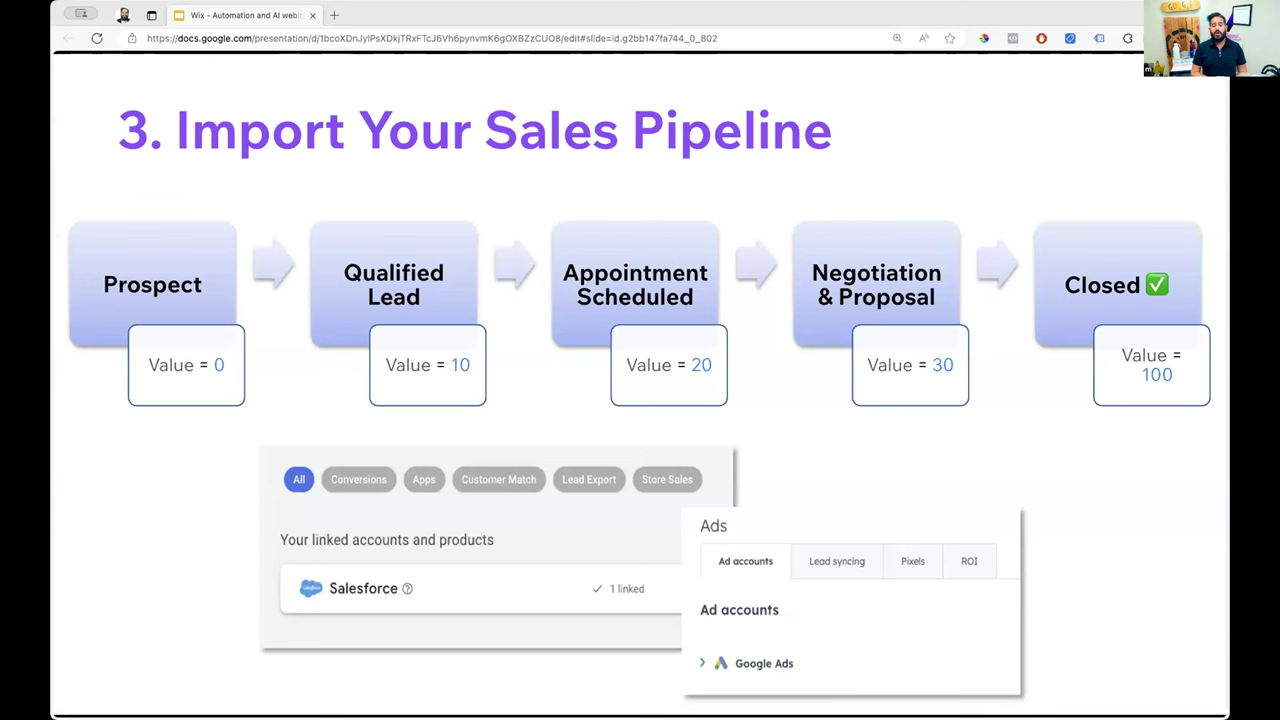 Wix - Automation and AI webin
https://docs.google.com/presentation/d/1bcoXDnJylPsXDkjTRxFTcJ6Vh6pynvmK6gOXBZzCUO8/edit#slide=id.g2bb147fa744_0_802
3. Import Your Sales Pipeline
Prospect
Value = 0
Qualified
Lead
Value = 10
Appointment
Scheduled
Value = 20
Negotiation
& Proposal
Value = 30
Closed ✅
Value =
100
All
Conversions
Apps
Customer Match
Lead Export
Store Sales
Your linked accounts and products
Salesforce
1 linked
Ads
Ad accounts
Lead syncing
Pixels
ROI
Ad accounts
Google Ads